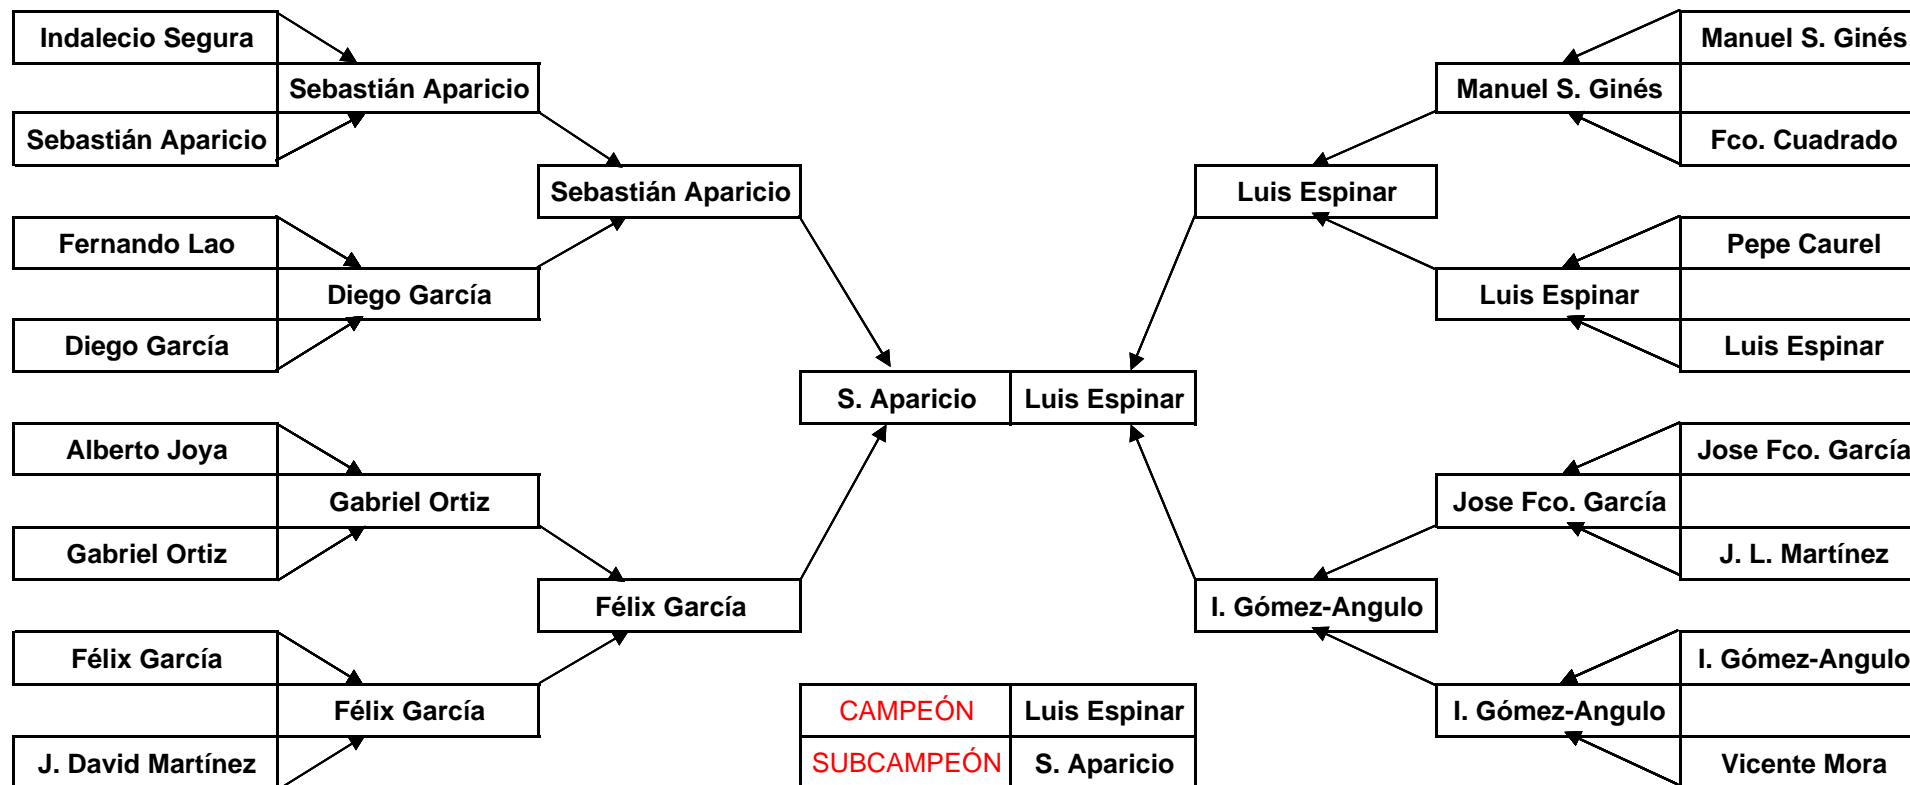 Indalecio Segura
Manuel S. Ginés
Sebastián Aparicio
Manuel S. Ginés
Sebastián Aparicio
Fco. Cuadrado
Sebastián Aparicio
Luis Espinar
Fernando Lao
Pepe Caurel
Diego García
Luis Espinar
Diego García
Luis Espinar
S. Aparicio
Luis Espinar
Alberto Joya
Jose Fco. García
Gabriel Ortiz
Jose Fco. García
Gabriel Ortiz
J. L. Martínez
Félix García
I. Gómez-Angulo
Félix García
I. Gómez-Angulo
Félix García
CAMPEÓN
Luis Espinar
I. Gómez-Angulo
J. David Martínez
SUBCAMPEÓN
S. Aparicio
Vicente Mora